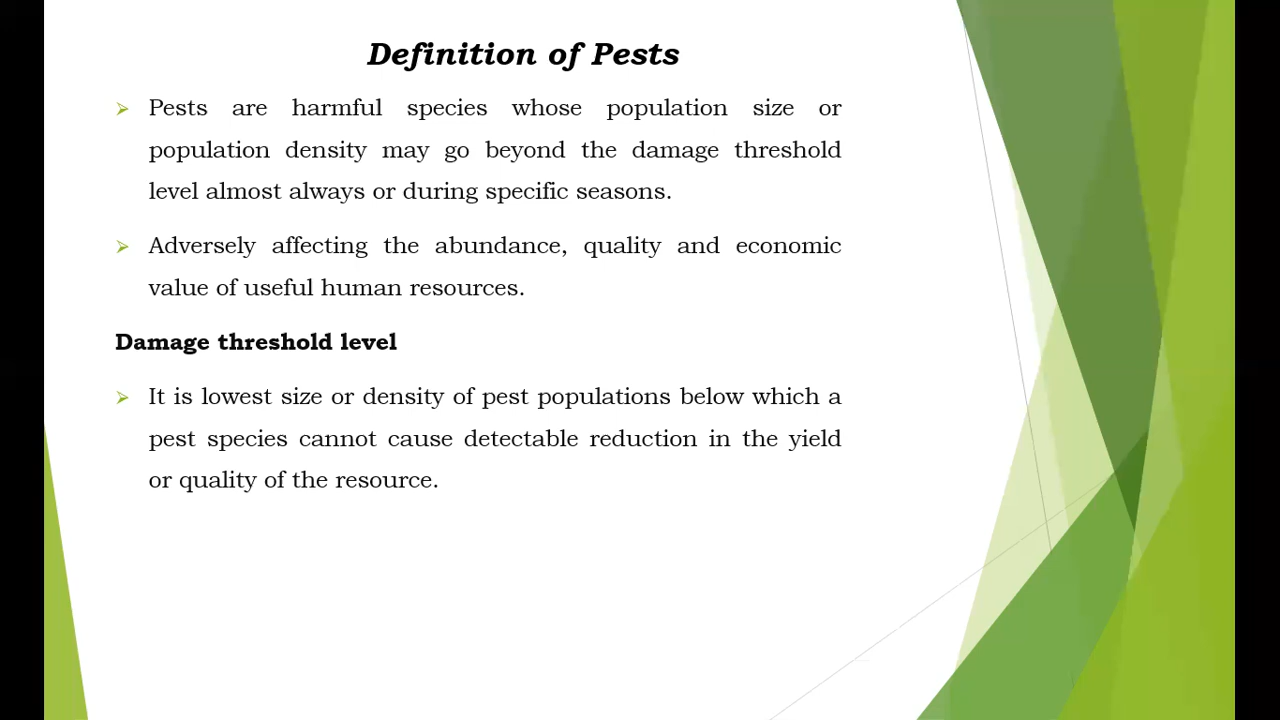 Definition of Pests
Pests are harmful species whose population size or
population density may go beyond the damage threshold
level almost always or during specific seasons.
Adversely affecting the abundance, quality and economic
value of useful human resources.
Damage threshold level
It is lowest size or density of pest populations below which a
pest species cannot cause detectable reduction in the yield
or quality of the resource.